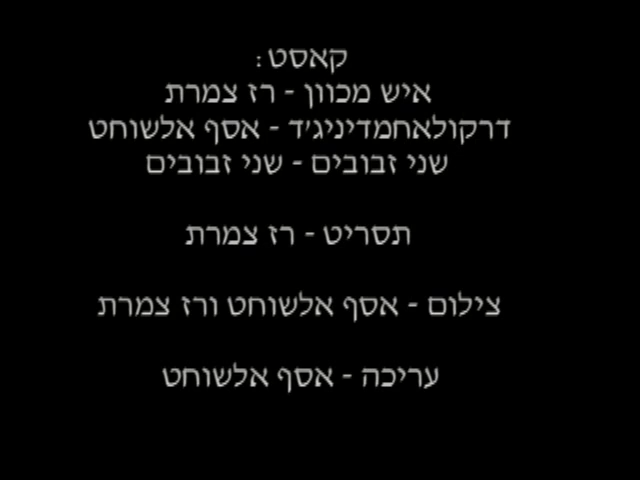 קאסט:
איש מכוון - רז צמרת
דרקולאחמדיניג'ד - אסף אלשוחט
שני זבובים - שני זבובים
תסריט - רז צמרת
צילום - אסף אלשוחט ורז צמרת
עריכה - אסף אלשוחט